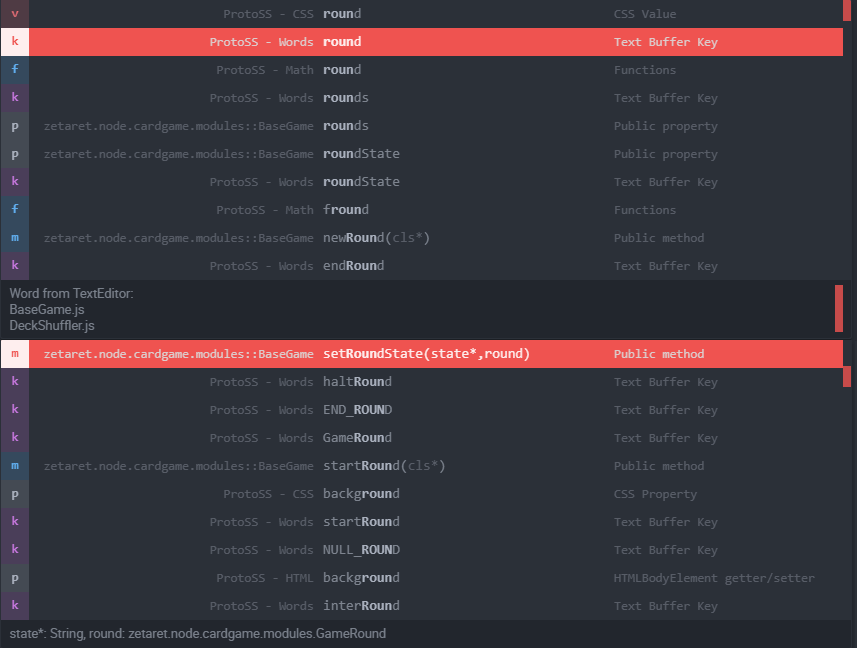 v ProtoSS - CSS round CSS Value
k ProtoSS - Words round Text Buffer Key
f ProtoSS - Math round Functions
k ProtoSS - Words rounds Text Buffer Key
p zetaret.node.cardgame.modules::BaseGame rounds Public property
p zetaret.node.cardgame.modules::BaseGame roundState Public property
k ProtoSS - Words roundState Text Buffer Key
f ProtoSS - Math fround Functions
m zetaret.node.cardgame.modules::BaseGame newRound(cls*) Public method
k ProtoSS - Words endRound Text Buffer Key
Word from TextEditor:
BaseGame.js
DeckShuffler.js
m zetaret.node.cardgame.modules::BaseGame setRoundState(state*,round) Public method
k ProtoSS - Words haltRound Text Buffer Key
k ProtoSS - Words END_ROUND Text Buffer Key
k ProtoSS - Words GameRound Text Buffer Key
m zetaret.node.cardgame.modules::BaseGame startRound(cls*) Public method
p ProtoSS - CSS background CSS Property
k ProtoSS - Words startRound Text Buffer Key
k ProtoSS - Words NULL_ROUND Text Buffer Key
p ProtoSS - HTML background HTMLBodyElement getter/setter
k ProtoSS - Words interRound Text Buffer Key
state*: String, round: zetaret.node.cardgame.modules.GameRound